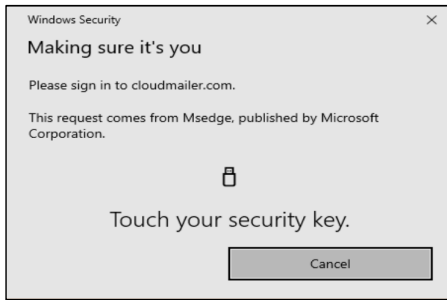 Windows Security
Making sure it's you
Please sign in to cloudmailer.com.
This request comes from Msedge, published by Microsoft
Corporation.
Touch your security key.
Cancel